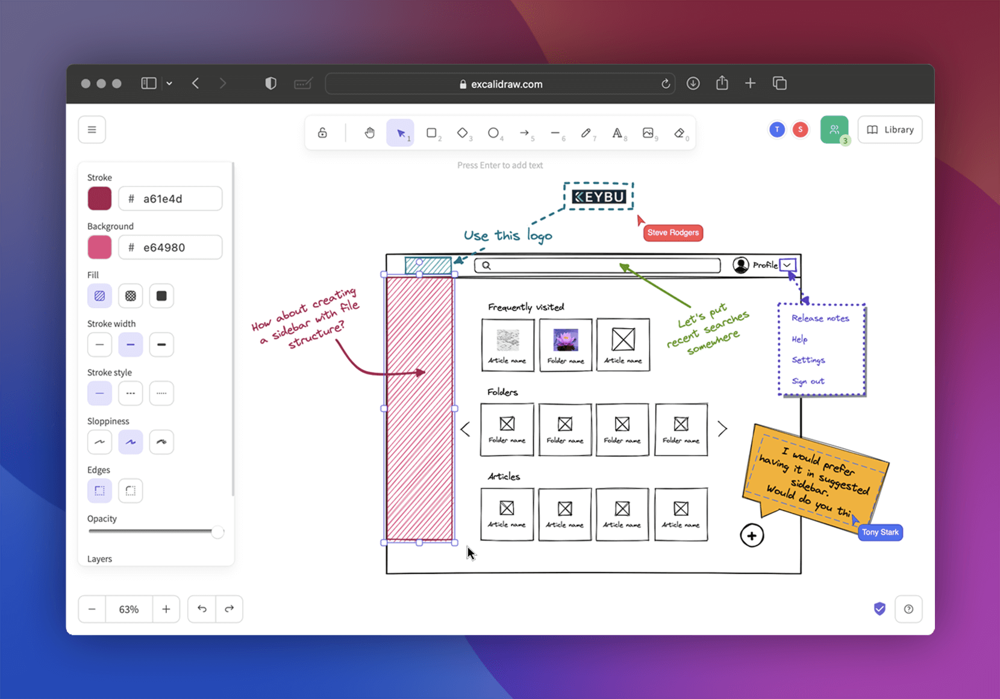 excalidraw.com
1
2
3
4
5
6
7
8
9
0
T
S
3
Library
Press Enter to add text
Stroke
# a61e4d
Background
# e64980
Fill
Stroke width
Stroke style
Sloppiness
Edges
Opacity
Layers
63%
KEYBU
Steve Rodgers
Use this logo
Profile
How about creating
a sidebar with file
structure?
Let's put
recent searches
somewhere
Release notes
Help
Settings
Sign out
Frequently visited
Article name
Folder name
Article name
Folders
Folder name
Folder name
Folder name
Folder name
Articles
Article name
Article name
Article name
Article name
I would prefer
having it in suggested
sidebar.
Would do you thi
Tony Stark